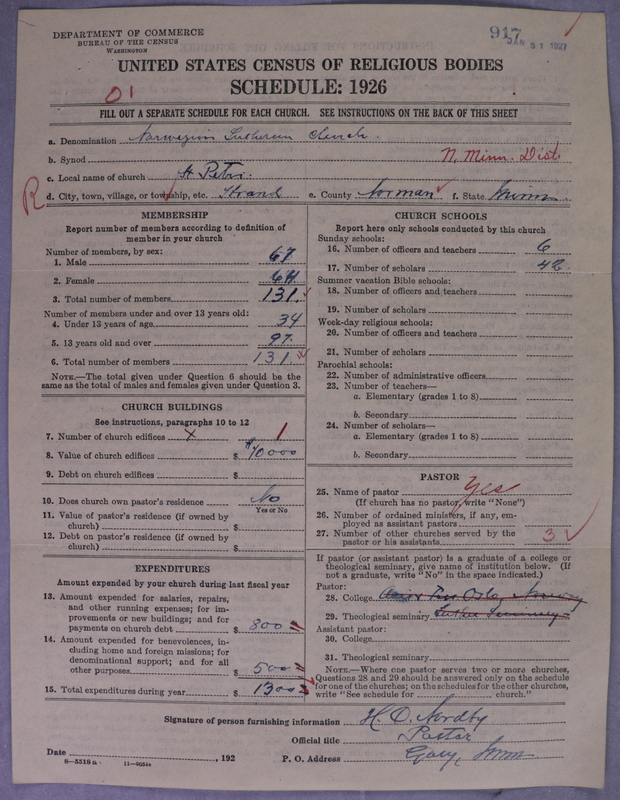 DEPARTMENT OF COMMERCE
BUREAU OF THE CENSUS
WASHINGTON
917
JAN 31 1927
UNITED STATES CENSUS OF RELIGIOUS BODIES
SCHEDULE: 1926
01
FILL OUT A SEPARATE SCHEDULE FOR EACH CHURCH. SEE INSTRUCTIONS ON THE BACK OF THIS SHEET
a. Denomination Norwegian Lutheran Church.
b. Synod N. Minn. Dist.
c. Local name of church St Petri.
R d. City, town, village, or township, etc. Strand e. County Norman f. State Minn
MEMBERSHIP
Report number of members according to definition of
member in your church
Number of members, by sex:
1. Male 67
2. Female 64
3. Total number of members 131
Number of members under and over 13 years old:
4. Under 13 years of age 34
5. 13 years old and over 97
6. Total number of members 131
NOTE.—The total given under Question 6 should be the
same as the total of males and females given under Question 3.
CHURCH BUILDINGS
See instructions, paragraphs 10 to 12
7. Number of church edifices x 1
8. Value of church edifices $ 10000
9. Debt on church edifices $
10. Does church own pastor's residence No
Yes or No
11. Value of pastor's residence (if owned by
church) $
12. Debt on pastor's residence (if owned by
church) $
EXPENDITURES
Amount expended by your church during last fiscal year
13. Amount expended for salaries, repairs,
and other running expenses; for im-
provements or new buildings; and for
payments on church debt $ 800
14. Amount expended for benevolences, in-
cluding home and foreign missions; for
denominational support; and for all
other purposes $ 500
15. Total expenditures during year $ 1300
CHURCH SCHOOLS
Report here only schools conducted by this church
Sunday schools:
16. Number of officers and teachers 6
17. Number of scholars 42
Summer vacation Bible schools:
18. Number of officers and teachers
19. Number of scholars
Week-day religious schools:
20. Number of officers and teachers
21. Number of scholars
Parochial schools:
22. Number of administrative officers
23. Number of teachers—
a. Elementary (grades 1 to 8)
b. Secondary
24. Number of scholars—
a. Elementary (grades 1 to 8)
b. Secondary
PASTOR
25. Name of pastor Yes
(If church has no pastor, write "None")
26. Number of ordained ministers, if any, em-
ployed as assistant pastors
27. Number of other churches served by the
pastor or his assistants 3
If pastor (or assistant pastor) is a graduate of a college or
theological seminary, give name of institution below. (If
not a graduate, write "No" in the space indicated.)
Pastor:
28. College Oslo, Norway
29. Theological seminary Luther Seminary
Assistant pastor:
30. College
31. Theological seminary
NOTE.—Where one pastor serves two or more churches,
Questions 28 and 29 should be answered only on the schedule
for one of the churches; on the schedules for the other churches,
write "See schedule for church."
Signature of person furnishing information H. O. Nordby
Official title Pastor
Date , 192 P. O. Address Gary, Minn
8—5518 a 11—9054a